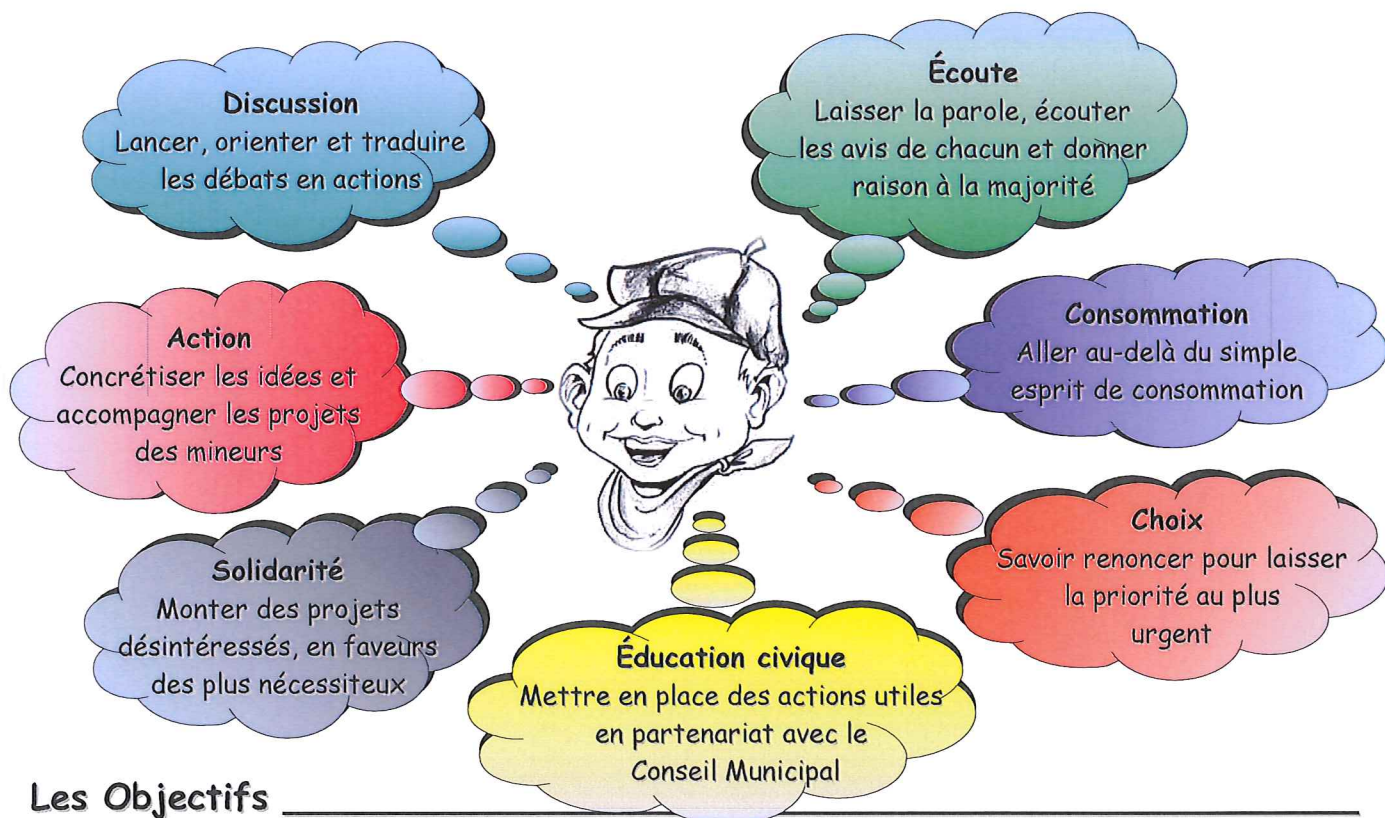 Discussion
Lancer, orienter et traduire
les débats en actions
Écoute
Laisser la parole, écouter
les avis de chacun et donner
raison à la majorité
Action
Concrétiser les idées et
accompagner les projets
des mineurs
Consommation
Aller au-delà du simple
esprit de consommation
Solidarité
Monter des projets
désintéressés, en faveurs
des plus nécessiteux
Choix
Savoir renoncer pour laisser
la priorité au plus
urgent
Éducation civique
Mettre en place des actions utiles
en partenariat avec le
Conseil Municipal
Les Objectifs